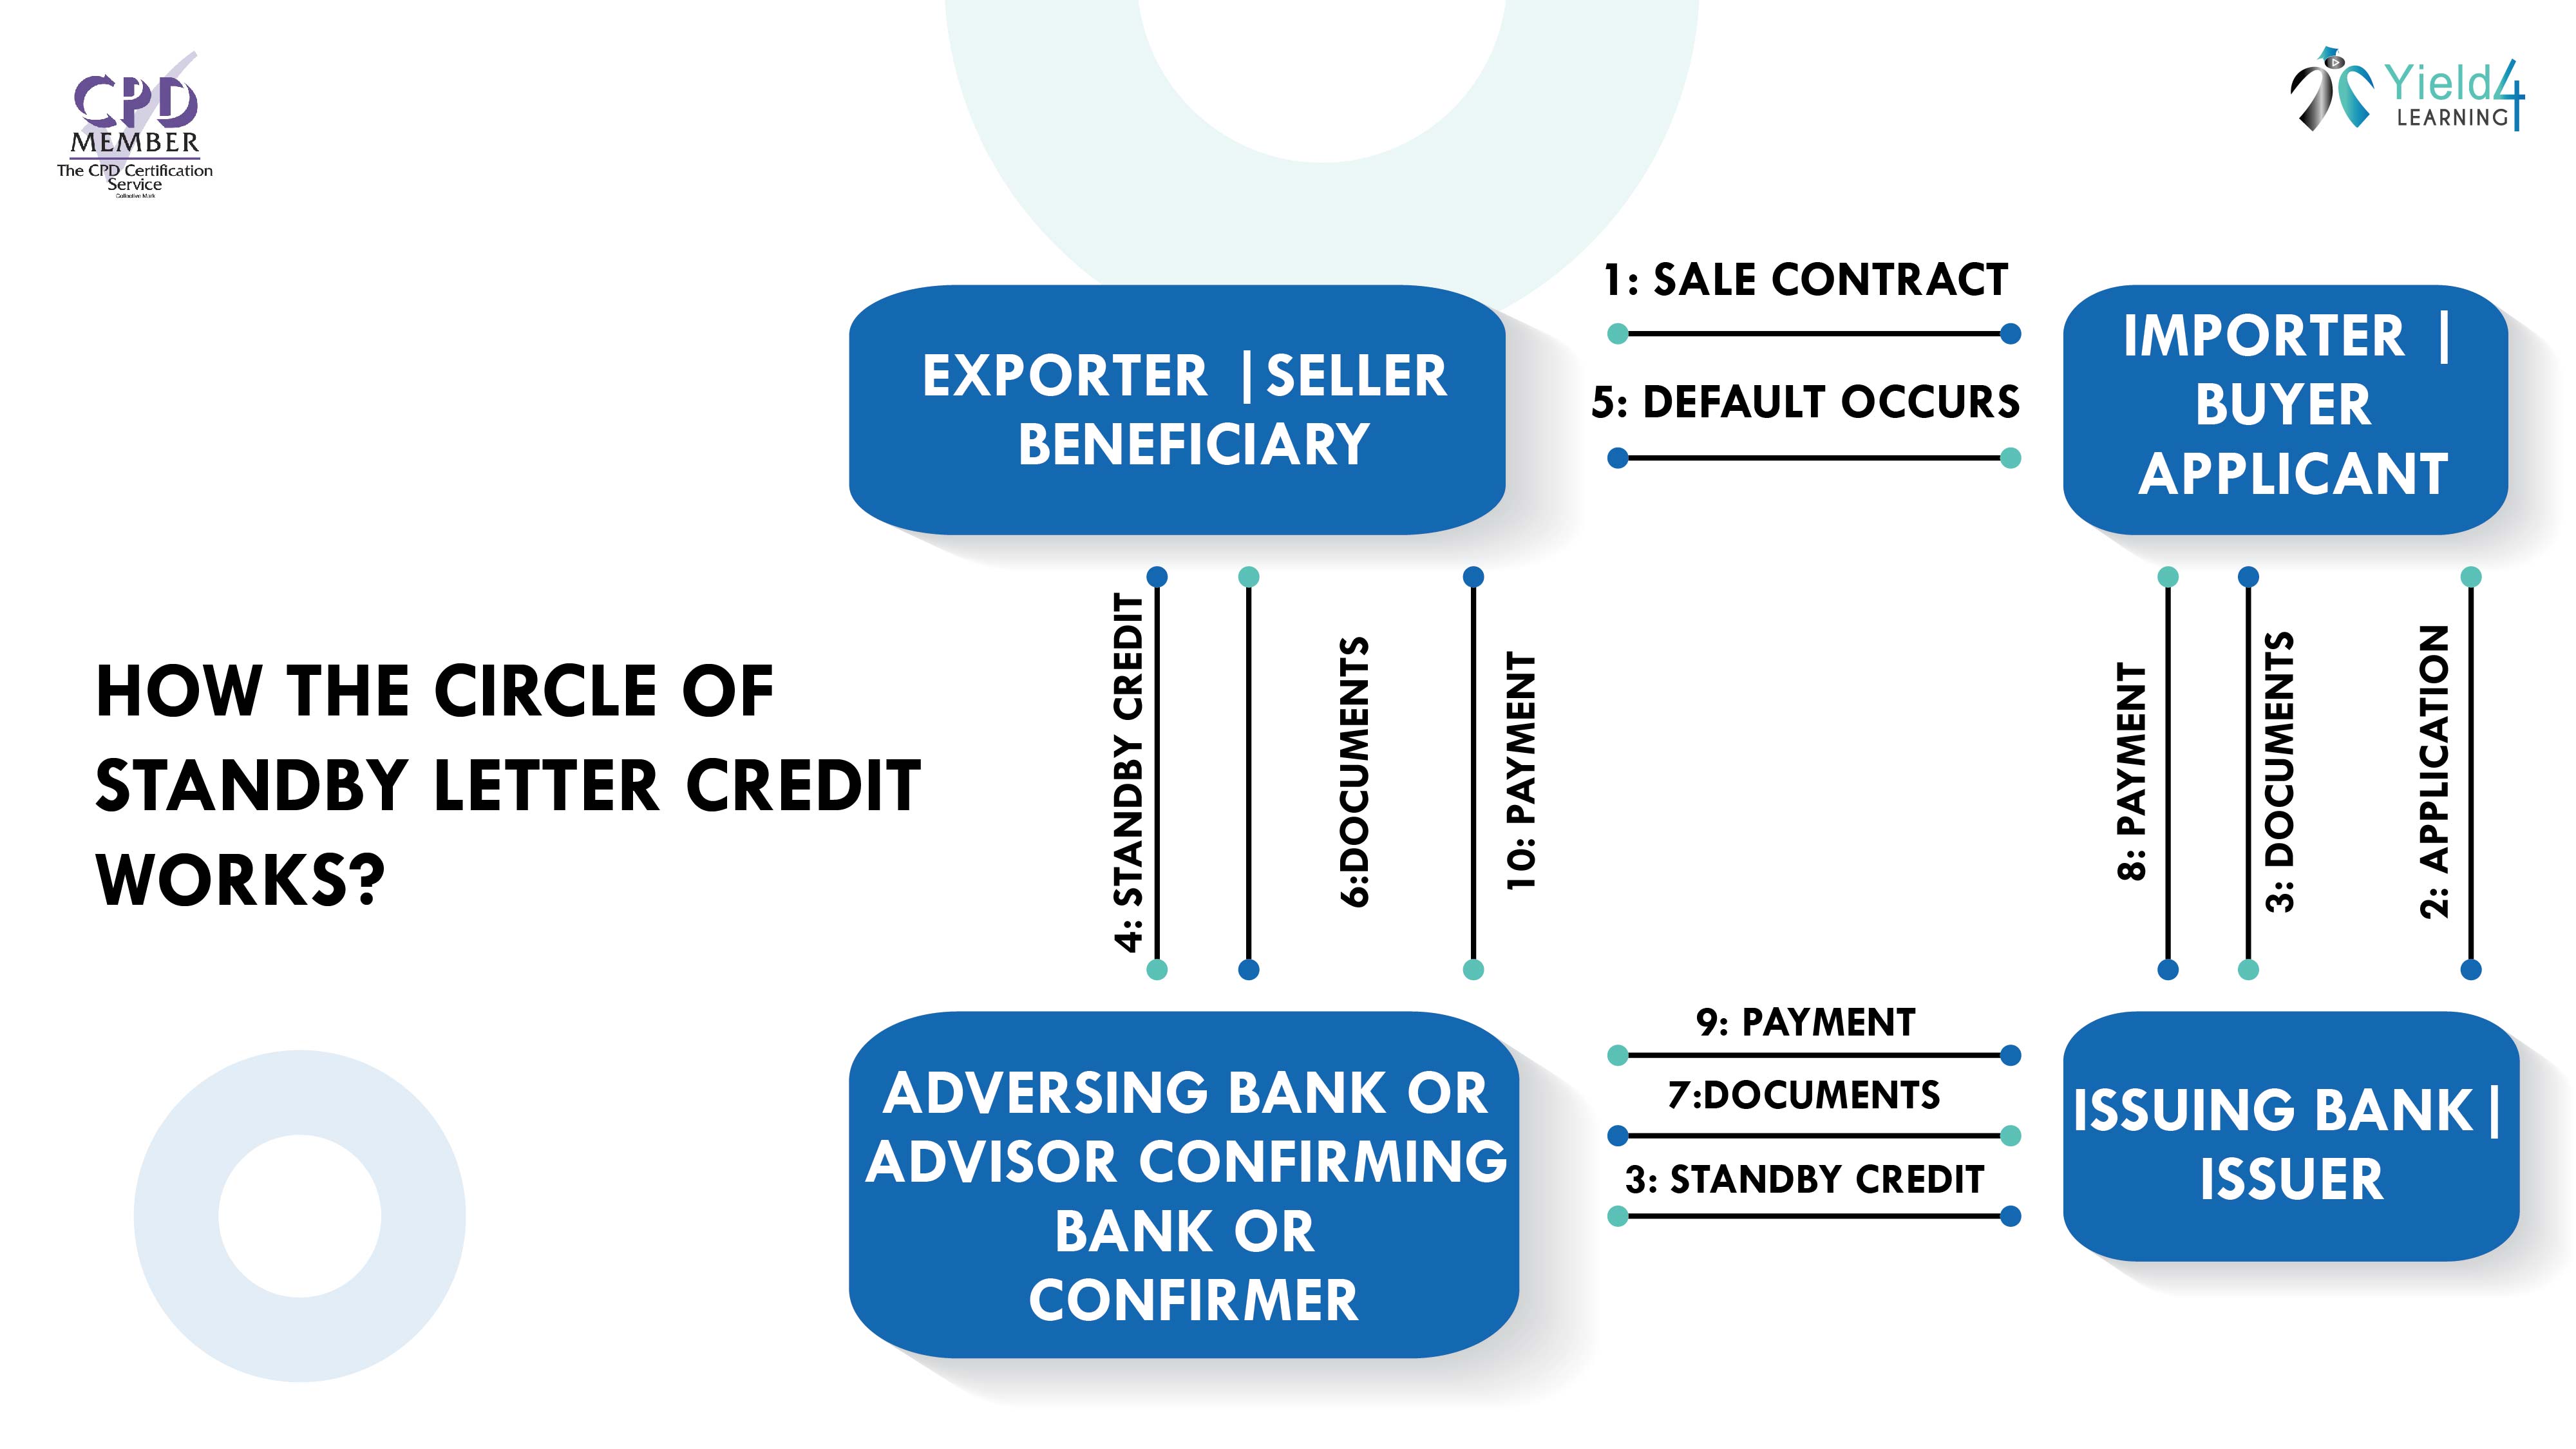 CPD
MEMBER
The CPD Certification
Service
Collective Mark
Yield4
LEARNING
1: SALE CONTRACT
5: DEFAULT OCCURS
EXPORTER |SELLER
BENEFICIARY
IMPORTER |
BUYER
APPLICANT
4: STANDBY CREDIT
6:DOCUMENTS
10: PAYMENT
8: PAYMENT
3: DOCUMENTS
2: APPLICATION
HOW THE CIRCLE OF
STANDBY LETTER CREDIT
WORKS?
9: PAYMENT
7:DOCUMENTS
3: STANDBY CREDIT
ADVERSING BANK OR
ADVISOR CONFIRMING
BANK OR
CONFIRMER
ISSUING BANK|
ISSUER